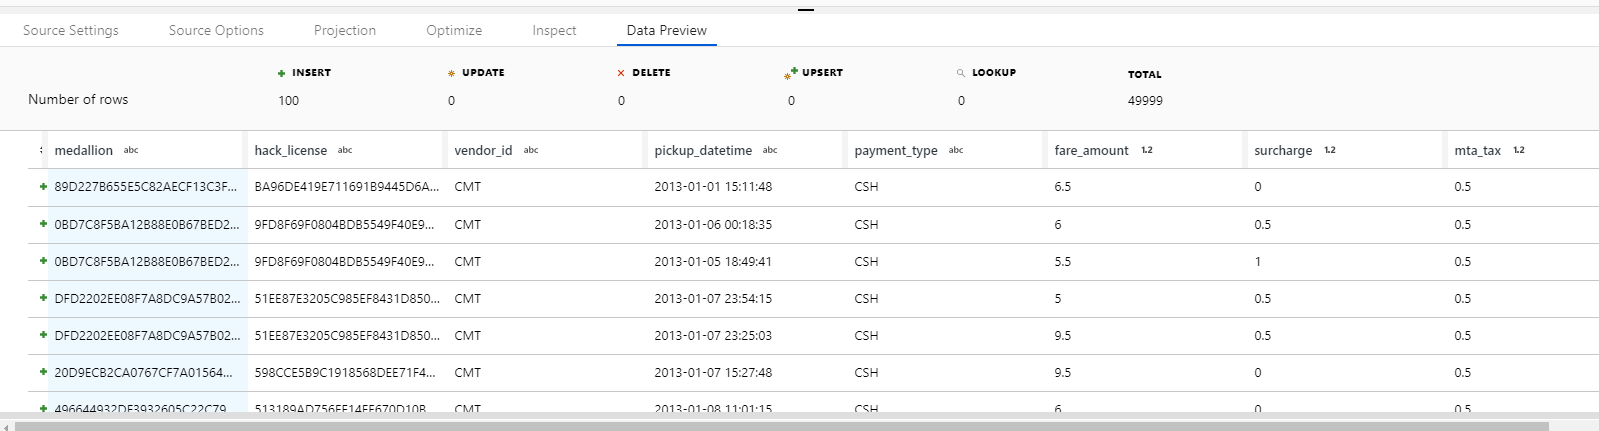 Source Settings Source Options Projection Optimize Inspect Data Preview
INSERT UPDATE DELETE UPSERT LOOKUP TOTAL
Number of rows 100 0 0 0 0 49999
medallion abc hack_license abc vendor_id abc pickup_datetime abc payment_type abc fare_amount 1.2 surcharge 1.2 mta_tax 1.2
89D227B655E5C82AECF13C3F... BA96DE419E711691B9445D6A... CMT 2013-01-01 15:11:48 CSH 6.5 0 0.5
0BD7C8F5BA12B88E0B67BED2... 9FD8F69F0804BDB5549F40E9... CMT 2013-01-06 00:18:35 CSH 6 0.5 0.5
0BD7C8F5BA12B88E0B67BED2... 9FD8F69F0804BDB5549F40E9... CMT 2013-01-05 18:49:41 CSH 5.5 1 0.5
DFD2202EE08F7A8DC9A57B02... 51EE87E3205C985EF8431D850... CMT 2013-01-07 23:54:15 CSH 5 0.5 0.5
DFD2202EE08F7A8DC9A57B02... 51EE87E3205C985EF8431D850... CMT 2013-01-07 23:25:03 CSH 9.5 0.5 0.5
20D9ECB2CA0767CF7A01564... 598CCE5B9C1918568DEE71F4... CMT 2013-01-07 15:27:48 CSH 9.5 0 0.5
496644932DF3932605C22C79 513189AD756FF14FE670D10B CMT 2013-01-08 11:01:15 CSH 6 0 0.5